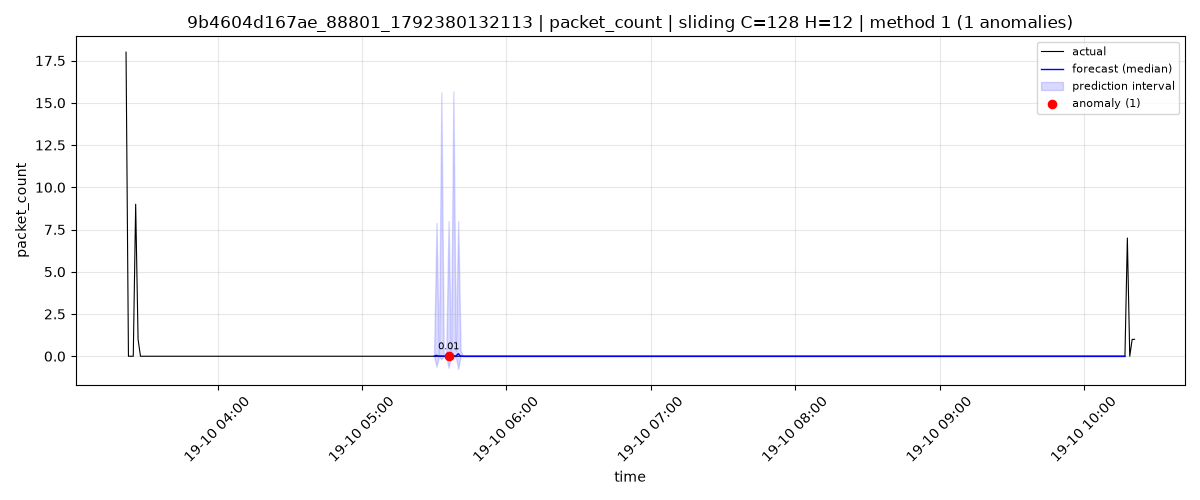 9b4604d167ae_88801_1792380132113 | packet_count | sliding C=128 H=12 | method 1 (1 anomalies)
actual
forecast (median)
prediction interval
anomaly (1)
17.5
15.0
12.5
10.0
7.5
5.0
2.5
0.0
packet_count
0.01
19-10 04:00
19-10 05:00
19-10 06:00
19-10 07:00
19-10 08:00
19-10 09:00
19-10 10:00
time